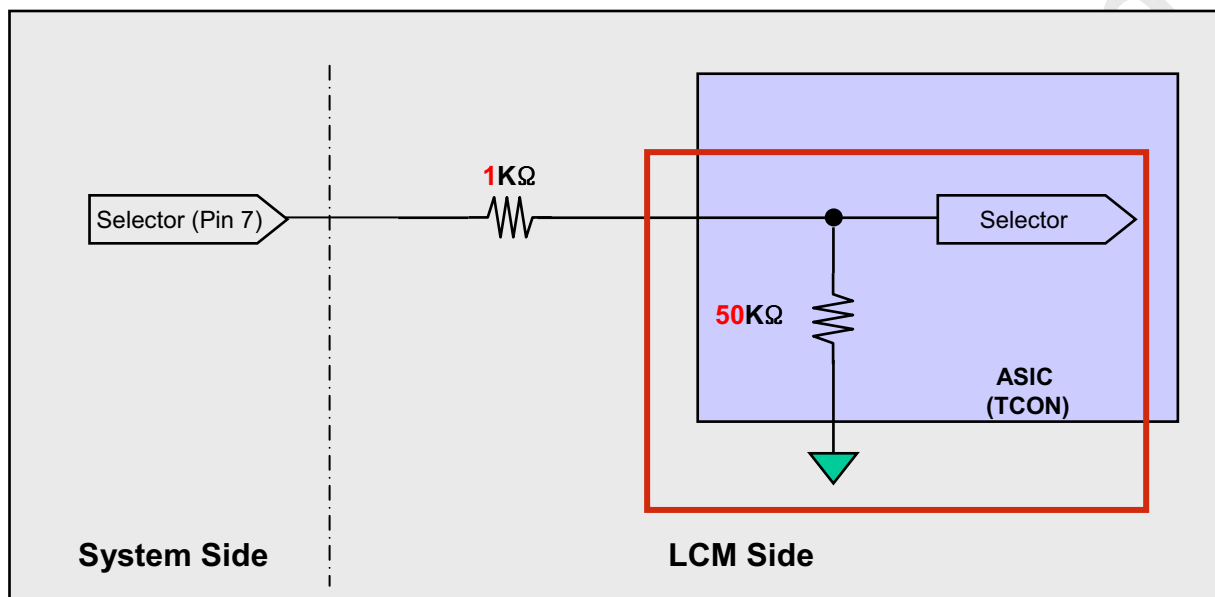 1KΩ
Selector (Pin 7)
Selector
50KΩ
ASIC
(TCON)
System Side
LCM Side